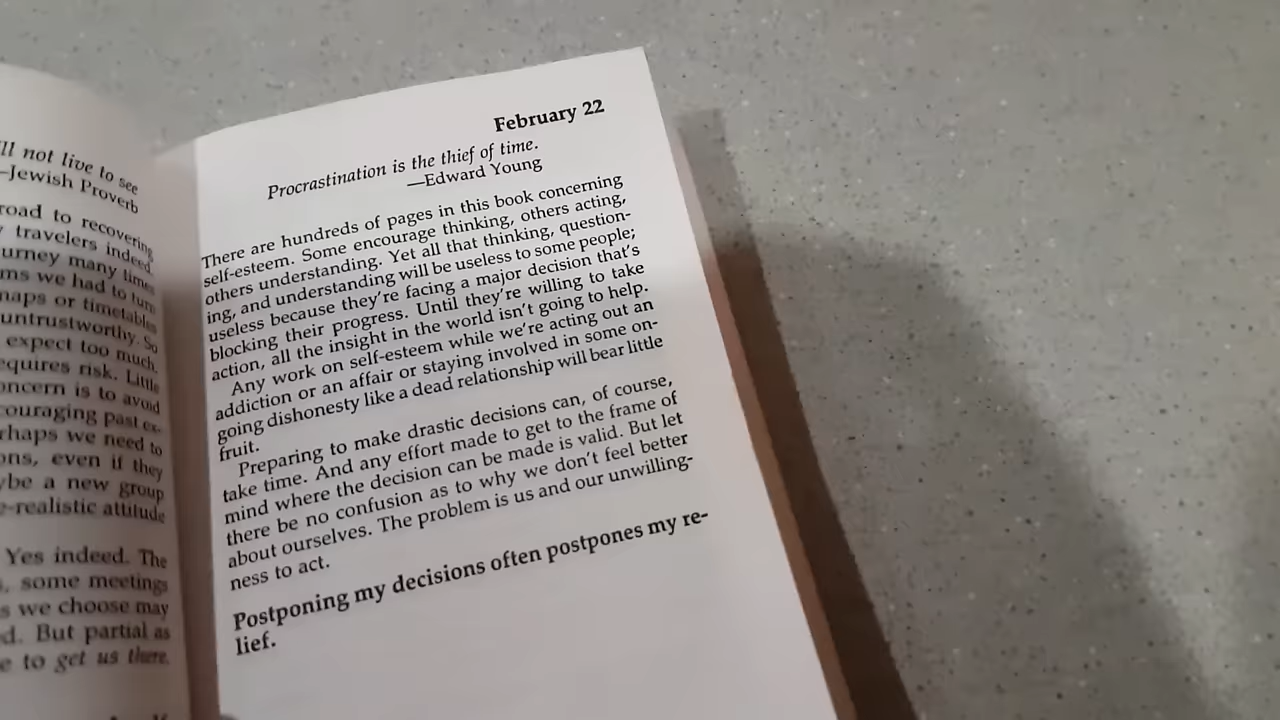 ll not live to see
—Jewish Proverb
road to recovering
travelers indeed.
urney many times
ms we had to turn
maps or timetables
untrustworthy. So
expect too much.
equires risk. Little
oncern is to avoid
couraging past ex-
rhaps we need to
ons, even if they
ybe a new group
e-realistic attitude
Yes indeed. The
s, some meetings
s we choose may
d. But partial as
e to get us there.
February 22
Procrastination is the thief of time.
—Edward Young
There are hundreds of pages in this book concerning
self-esteem. Some encourage thinking, others acting,
others understanding. Yet all that thinking, question-
ing, and understanding will be useless to some people;
useless because they're facing a major decision that's
blocking their progress. Until they're willing to take
action, all the insight in the world isn't going to help.
Any work on self-esteem while we're acting out an
addiction or an affair or staying involved in some on-
going dishonesty like a dead relationship will bear little
fruit.
Preparing to make drastic decisions can, of course,
take time. And any effort made to get to the frame of
mind where the decision can be made is valid. But let
there be no confusion as to why we don't feel better
about ourselves. The problem is us and our unwilling-
ness to act.
Postponing my decisions often postpones my re-
lief.